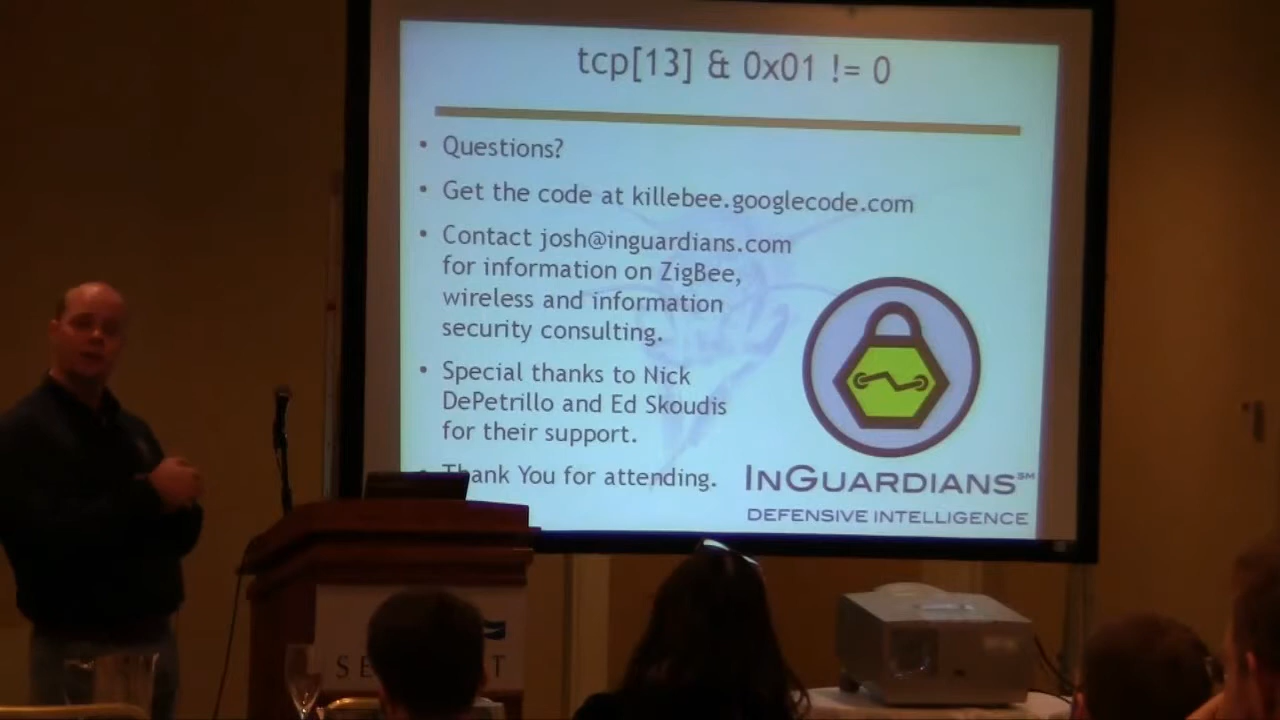 tcp[13] & 0x01 != 0
• Questions?
• Get the code at killebee.googlecode.com
• Contact josh@inguardians.com
for information on ZigBee,
wireless and information
security consulting.
• Special thanks to Nick
DePetrillo and Ed Skoudis
for their support.
• Thank You for attending.
INGUARDIANS℠
DEFENSIVE INTELLIGENCE